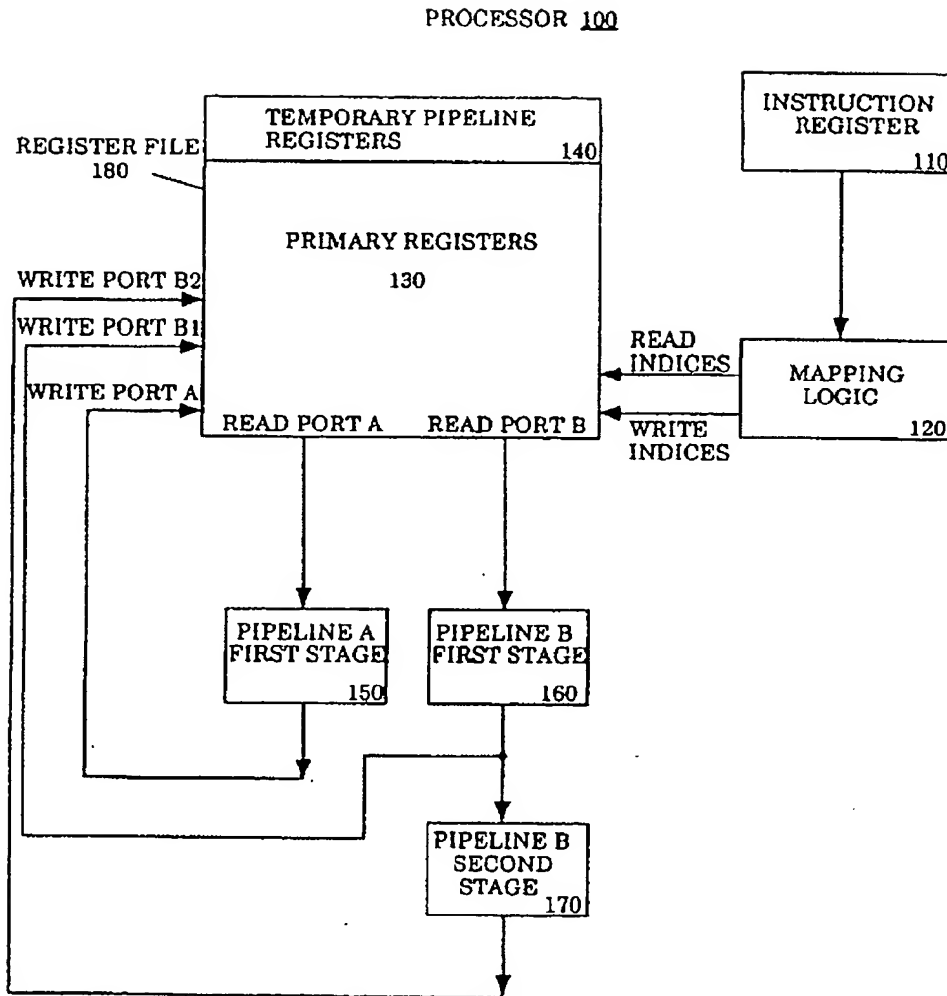 PROCESSOR 100
TEMPORARY PIPELINE
REGISTERS
140
INSTRUCTION
REGISTER
110
REGISTER FILE
180
PRIMARY REGISTERS
130
WRITE PORT B2
WRITE PORT B1
WRITE PORT A
READ
INDICES
MAPPING
LOGIC
120
READ PORT A
READ PORT B
WRITE
INDICES
PIPELINE A
FIRST STAGE
150
PIPELINE B
FIRST STAGE
160
PIPELINE B
SECOND
STAGE
170